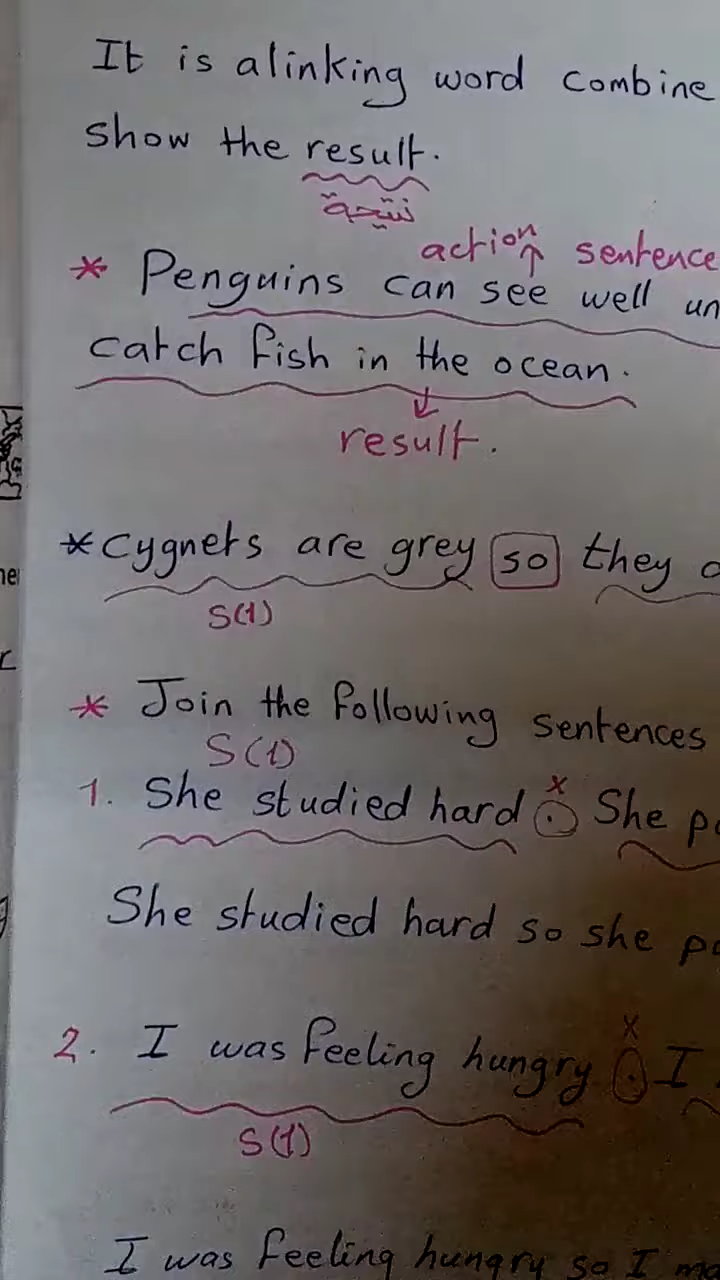 It is alinking word combine
show the result.
نتيجة
action sentence
* Penguins can see well un
catch fish in the ocean.
result.
* Cygnets are grey so they
S(1)
* Join the following sentences
S(1)
1. She studied hard . She
She studied hard so she
2. I was feeling hungry . I
S(1)
I was feeling hungry so I